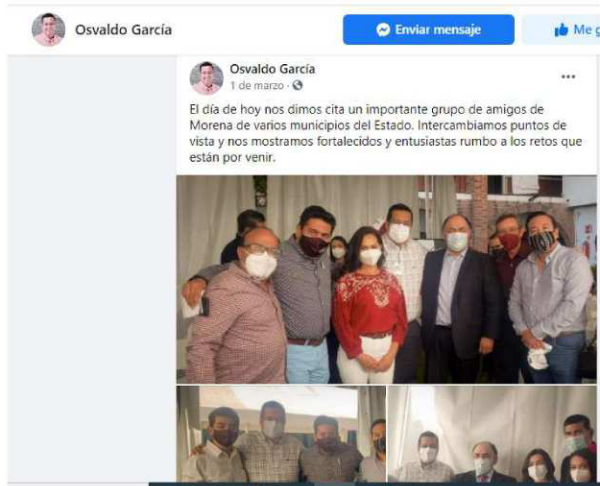 Osvaldo García
Enviar mensaje
Me g
Osvaldo García
1 de marzo
El día de hoy nos dimos cita un importante grupo de amigos de
Morena de varios municipios del Estado. Intercambiamos puntos de
vista y nos mostramos fortalecidos y entusiastas rumbo a los retos que
están por venir.